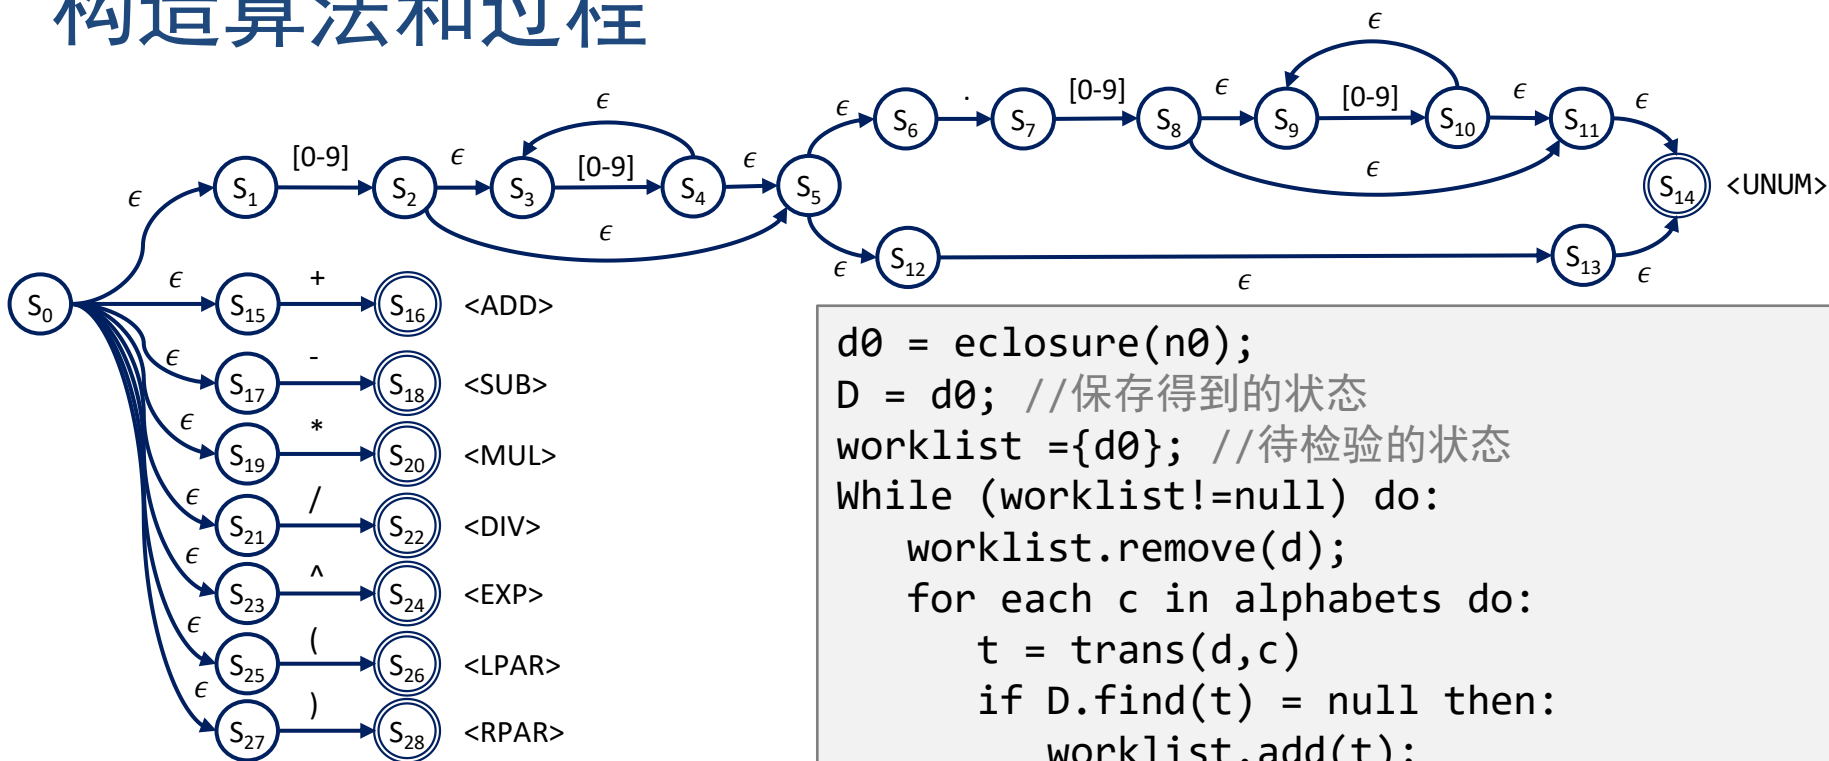 构造算法和过程
ϵ
ϵ ϵ [0-9] ϵ ϵ [0-9] ϵ ϵ
S6 . S7 S8 S9 S10 S11
[0-9] ϵ [0-9] ϵ ϵ
ϵ S1 S2 S3 S4 S5 S14 <UNUM>
ϵ
ϵ S12 ϵ S13 ϵ
S0 ϵ S15 + S16 <ADD>
ϵ S17 - S18 <SUB>
ϵ S19 * S20 <MUL>
ϵ S21 / S22 <DIV>
ϵ S23 ^ S24 <EXP>
ϵ S25 ( S26 <LPAR>
ϵ S27 ) S28 <RPAR>
d0 = eclosure(n0);
D = d0; //保存得到的状态
worklist ={d0}; //待检验的状态
While (worklist!=null) do:
worklist.remove(d);
for each c in alphabets do:
t = trans(d,c)
if D.find(t) = null then:
worklist.add(t);